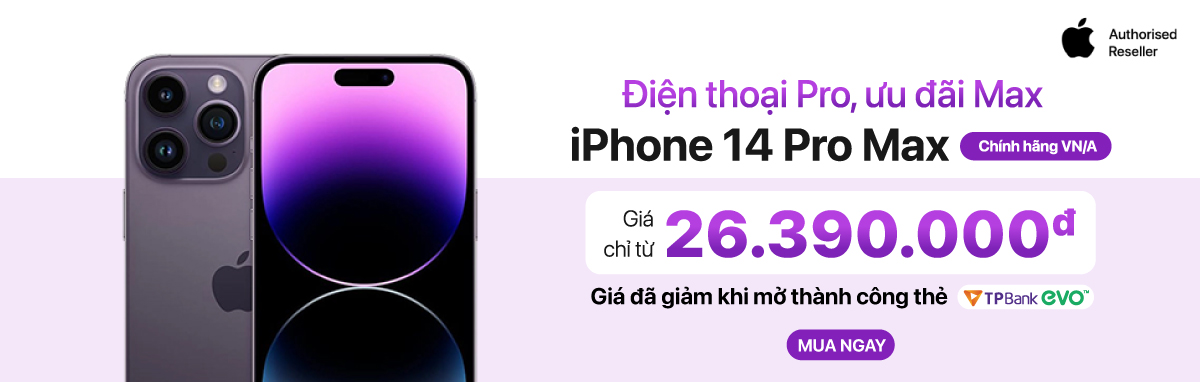 Authorised
Reseller
Điện thoại Pro, ưu đãi Max
iPhone 14 Pro Max
Chính hãng VN/A
Giá
chỉ từ
26.390.000đ
Giá đã giảm khi mở thành công thẻ
TPBank EVO™
MUA NGAY